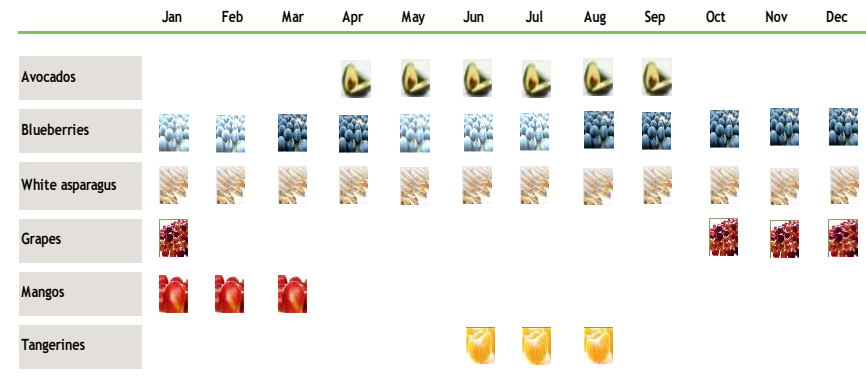 Jan Feb Mar Apr May Jun Jul Aug Sep Oct Nov Dec
Avocados
Blueberries
White asparagus
Grapes
Mangos
Tangerines